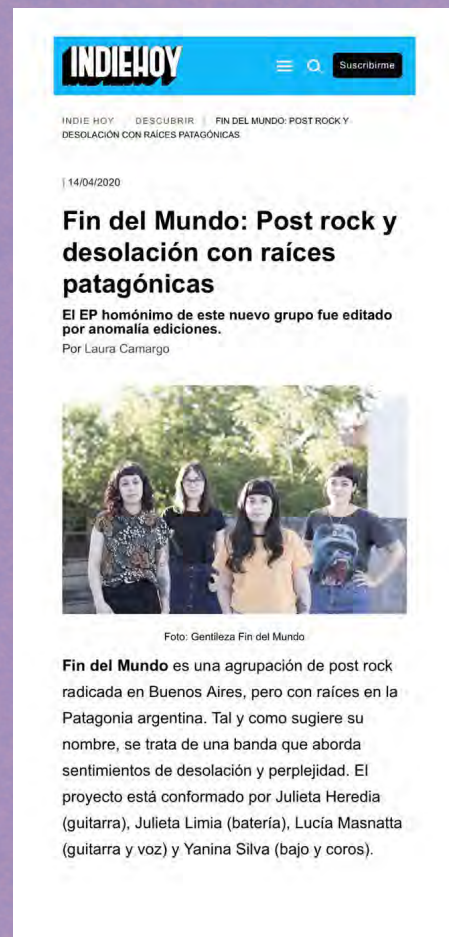 INDIEHOY
Suscribirme
INDIE HOY | DESCUBRIR | FIN DEL MUNDO: POST ROCK Y
DESOLACIÓN CON RAÍCES PATAGÓNICAS
| 14/04/2020
Fin del Mundo: Post rock y
desolación con raíces
patagónicas
El EP homónimo de este nuevo grupo fue editado
por anomalía ediciones.
Por Laura Camargo
Foto: Gentileza Fin del Mundo
Fin del Mundo es una agrupación de post rock
radicada en Buenos Aires, pero con raíces en la
Patagonia argentina. Tal y como sugiere su
nombre, se trata de una banda que aborda
sentimientos de desolación y perplejidad. El
proyecto está conformado por Julieta Heredia
(guitarra), Julieta Limia (batería), Lucía Masnatta
(guitarra y voz) y Yanina Silva (bajo y coros).